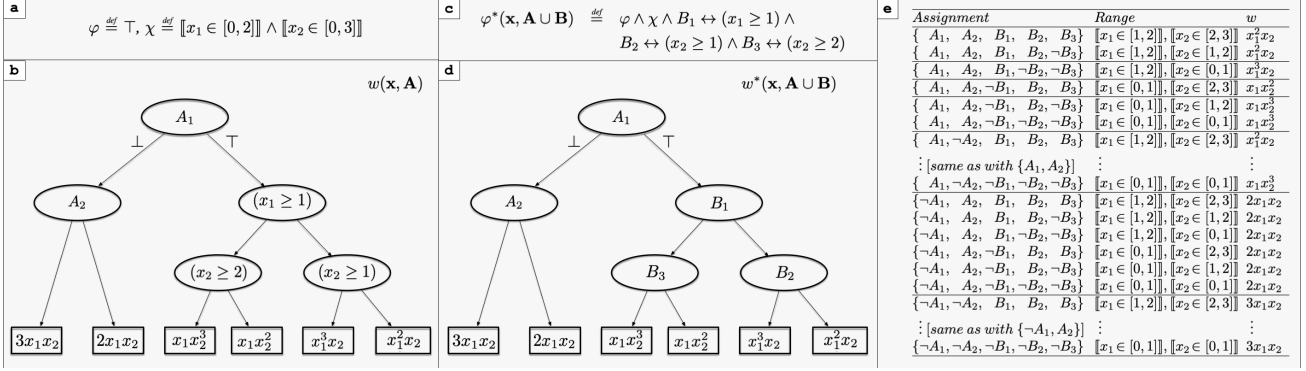 a
φ ≝ ⊤, χ ≝ ⟦x₁ ∈ [0, 2]⟧ ∧ ⟦x₂ ∈ [0, 3]⟧
b
w(x, A)
A₁
⊥ ⊤
A₂ (x₁ ≥ 1)
(x₂ ≥ 2) (x₂ ≥ 1)
3x₁x₂ 2x₁x₂ x₁x₂³ x₁x₂² x₁³x₂ x₁²x₂
c
φ*(x, A ∪ B) ≝ φ ∧ χ ∧ B₁ ↔ (x₁ ≥ 1) ∧
B₂ ↔ (x₂ ≥ 1) ∧ B₃ ↔ (x₂ ≥ 2)
d
w*(x, A ∪ B)
A₁
⊥ ⊤
A₂ B₁
B₃ B₂
3x₁x₂ 2x₁x₂ x₁x₂³ x₁x₂² x₁³x₂ x₁²x₂
e
Assignment Range w
{ A₁, A₂, B₁, B₂, B₃} ⟦x₁ ∈ [1, 2]⟧, ⟦x₂ ∈ [2, 3]⟧ x₁²x₂
{ A₁, A₂, B₁, B₂, ¬B₃} ⟦x₁ ∈ [1, 2]⟧, ⟦x₂ ∈ [1, 2]⟧ x₁²x₂
{ A₁, A₂, B₁, ¬B₂, ¬B₃} ⟦x₁ ∈ [1, 2]⟧, ⟦x₂ ∈ [0, 1]⟧ x₁³x₂
{ A₁, A₂, ¬B₁, B₂, B₃} ⟦x₁ ∈ [0, 1]⟧, ⟦x₂ ∈ [2, 3]⟧ x₁x₂²
{ A₁, A₂, ¬B₁, B₂, ¬B₃} ⟦x₁ ∈ [0, 1]⟧, ⟦x₂ ∈ [1, 2]⟧ x₁x₂³
{ A₁, A₂, ¬B₁, ¬B₂, ¬B₃} ⟦x₁ ∈ [0, 1]⟧, ⟦x₂ ∈ [0, 1]⟧ x₁x₂³
{ A₁, ¬A₂, B₁, B₂, B₃} ⟦x₁ ∈ [1, 2]⟧, ⟦x₂ ∈ [2, 3]⟧ x₁²x₂
⋮ [same as with {A₁, A₂}] ⋮ ⋮
{ A₁, ¬A₂, ¬B₁, ¬B₂, ¬B₃} ⟦x₁ ∈ [0, 1]⟧, ⟦x₂ ∈ [0, 1]⟧ x₁x₂³
{¬A₁, A₂, B₁, B₂, B₃} ⟦x₁ ∈ [1, 2]⟧, ⟦x₂ ∈ [2, 3]⟧ 2x₁x₂
{¬A₁, A₂, B₁, B₂, ¬B₃} ⟦x₁ ∈ [1, 2]⟧, ⟦x₂ ∈ [1, 2]⟧ 2x₁x₂
{¬A₁, A₂, B₁, ¬B₂, ¬B₃} ⟦x₁ ∈ [1, 2]⟧, ⟦x₂ ∈ [0, 1]⟧ 2x₁x₂
{¬A₁, A₂, ¬B₁, B₂, B₃} ⟦x₁ ∈ [0, 1]⟧, ⟦x₂ ∈ [2, 3]⟧ 2x₁x₂
{¬A₁, A₂, ¬B₁, B₂, ¬B₃} ⟦x₁ ∈ [0, 1]⟧, ⟦x₂ ∈ [1, 2]⟧ 2x₁x₂
{¬A₁, A₂, ¬B₁, ¬B₂, ¬B₃} ⟦x₁ ∈ [0, 1]⟧, ⟦x₂ ∈ [0, 1]⟧ 2x₁x₂
{¬A₁, ¬A₂, B₁, B₂, B₃} ⟦x₁ ∈ [1, 2]⟧, ⟦x₂ ∈ [2, 3]⟧ 3x₁x₂
⋮ [same as with {¬A₁, A₂}] ⋮ ⋮
{¬A₁, ¬A₂, ¬B₁, ¬B₂, ¬B₃} ⟦x₁ ∈ [0, 1]⟧, ⟦x₂ ∈ [0, 1]⟧ 3x₁x₂